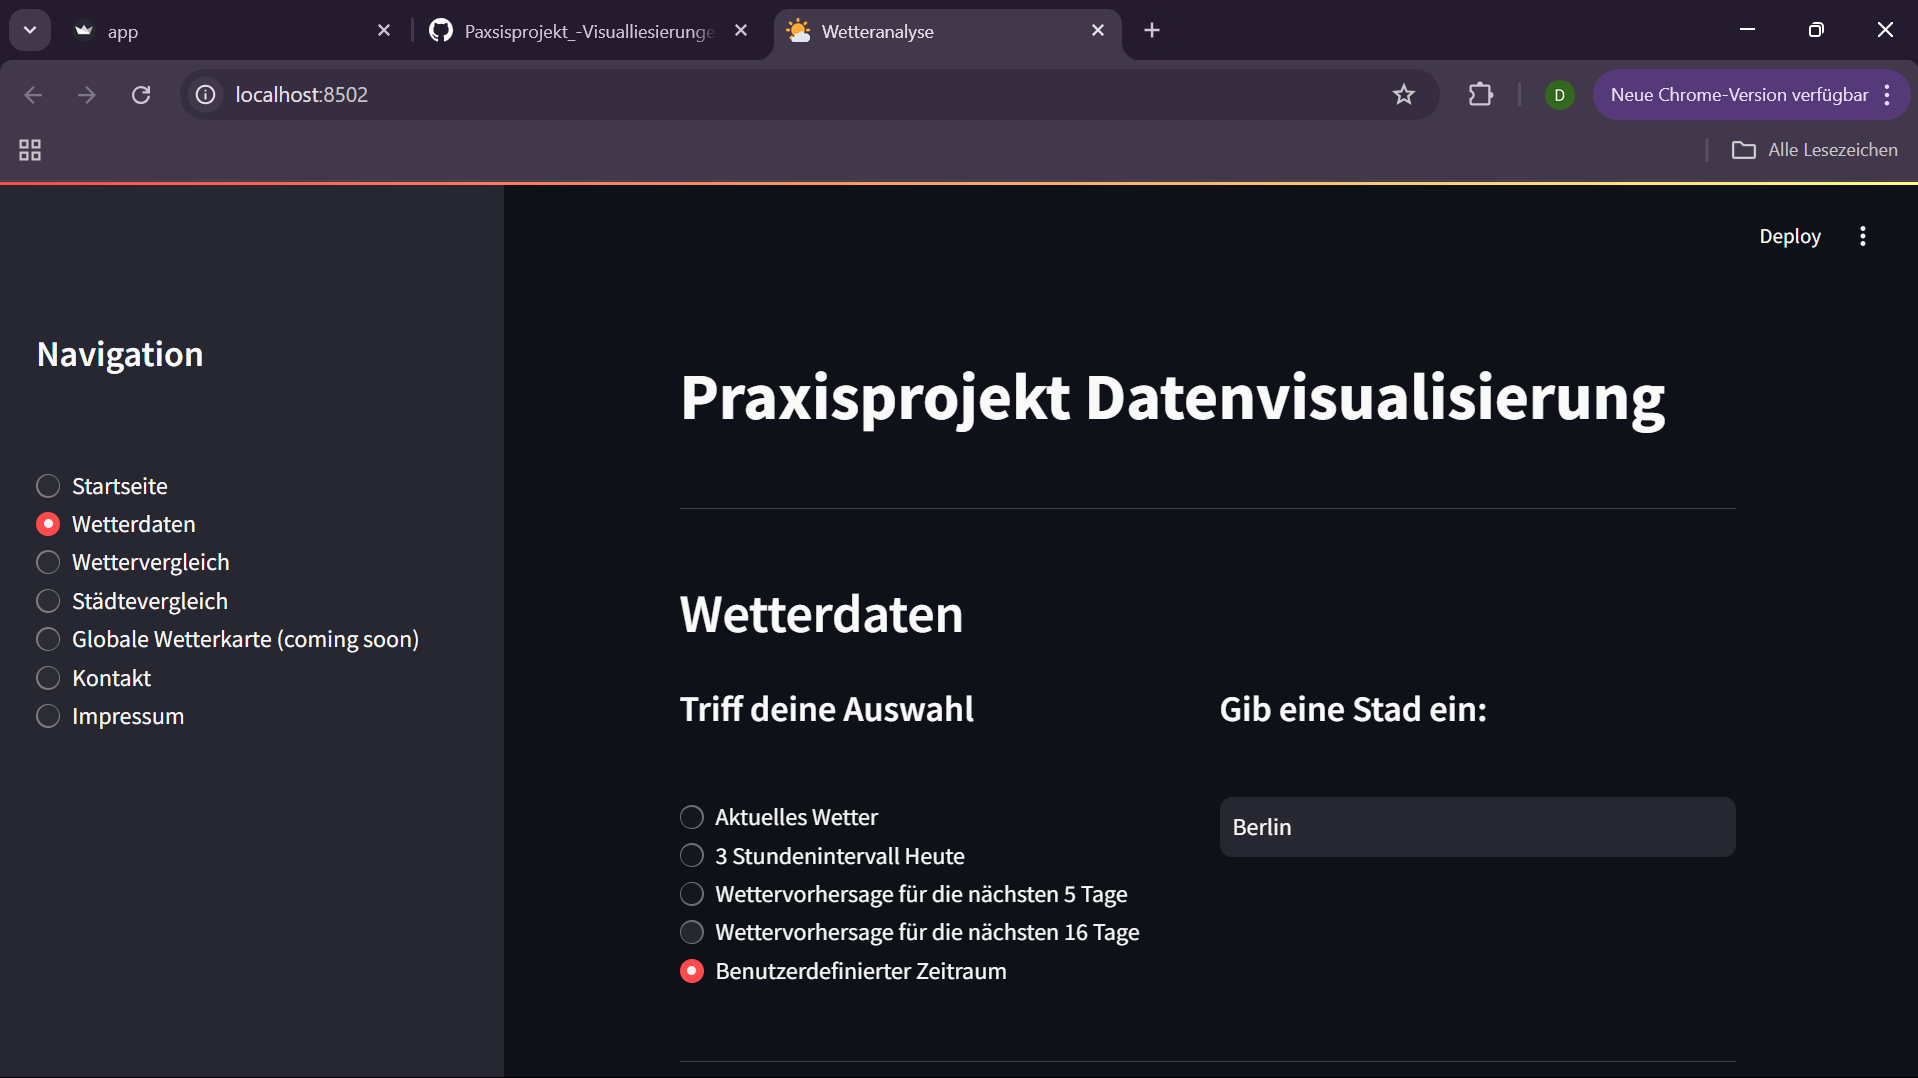 app
Paxsisprojekt_-Visualliesierunge
Wetteranalyse
localhost:8502
D
Neue Chrome-Version verfügbar
Alle Lesezeichen
Deploy
Navigation
Startseite
Wetterdaten
Wettervergleich
Städtevergleich
Globale Wetterkarte (coming soon)
Kontakt
Impressum
Praxisprojekt Datenvisualisierung
Wetterdaten
Triff deine Auswahl
Aktuelles Wetter
3 Stundenintervall Heute
Wettervorhersage für die nächsten 5 Tage
Wettervorhersage für die nächsten 16 Tage
Benutzerdefinierter Zeitraum
Gib eine Stad ein:
Berlin